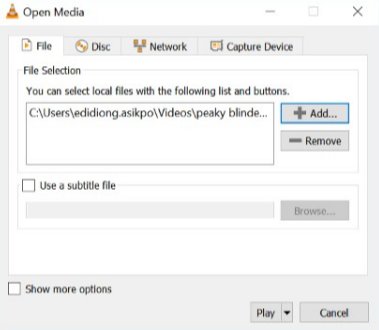 Open Media
File Disc Network Capture Device
File Selection
You can select local files with the following list and buttons.
C:\Users\edidiong.asikpo\Videos\peaky blinde... Add...
Remove
Use a subtitle file
Browse...
Show more options
Play Cancel